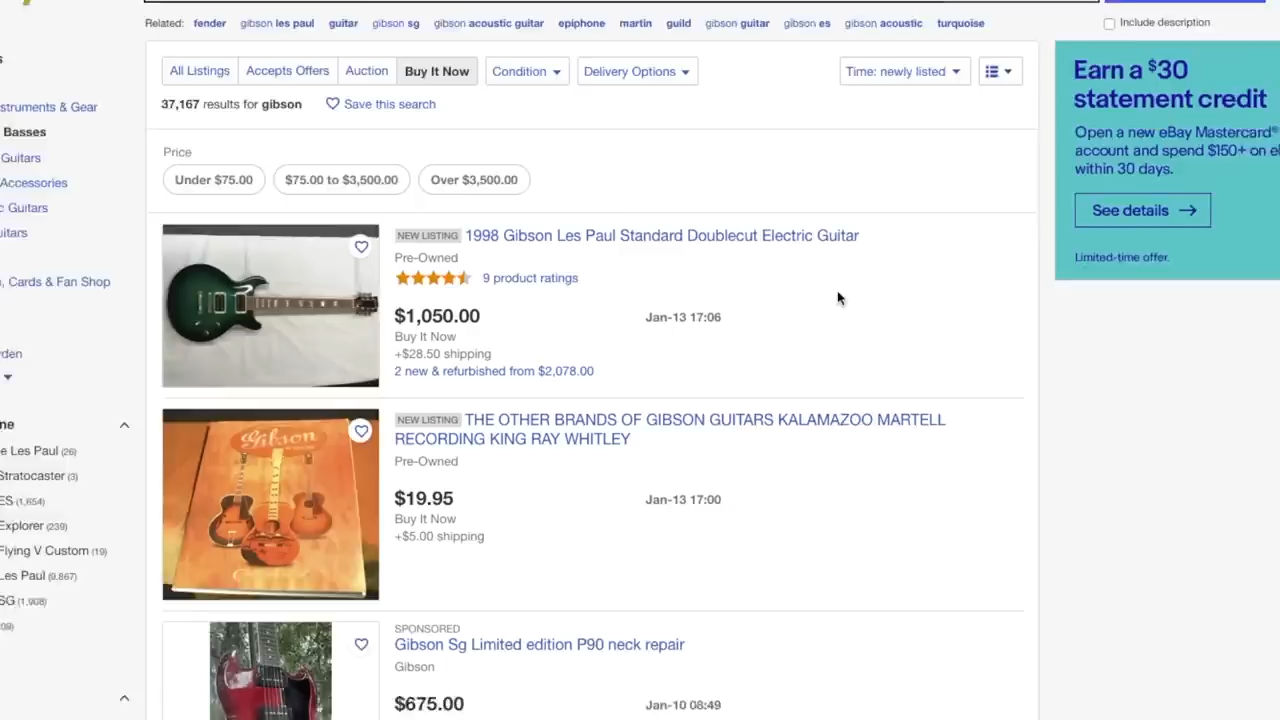 Related: fender gibson les paul guitar gibson sg gibson acoustic guitar epiphone martin guild gibson guitar gibson es gibson acoustic turquoise
Include description
All Listings Accepts Offers Auction Buy It Now Condition Delivery Options Time: newly listed
37,167 results for gibson Save this search
Price
Under $75.00 $75.00 to $3,500.00 Over $3,500.00
NEW LISTING 1998 Gibson Les Paul Standard Doublecut Electric Guitar
Pre-Owned
9 product ratings
$1,050.00 Jan-13 17:06
Buy It Now
+$28.50 shipping
2 new & refurbished from $2,078.00
NEW LISTING THE OTHER BRANDS OF GIBSON GUITARS KALAMAZOO MARTELL
RECORDING KING RAY WHITLEY
Pre-Owned
$19.95 Jan-13 17:00
Buy It Now
+$5.00 shipping
Gibson
SPONSORED
Gibson Sg Limited edition P90 neck repair
Gibson
$675.00 Jan-10 08:49
struments & Gear
Basses
Guitars
Accessories
c Guitars
uitars
, Cards & Fan Shop
den
ne
e Les Paul (26)
Stratocaster (3)
ES (1,654)
Explorer (239)
Flying V Custom (19)
Les Paul (9,867)
SG (1,908)
Earn a $30
statement credit
Open a new eBay Mastercard®
account and spend $150+ on e
within 30 days.
See details
Limited-time offer.